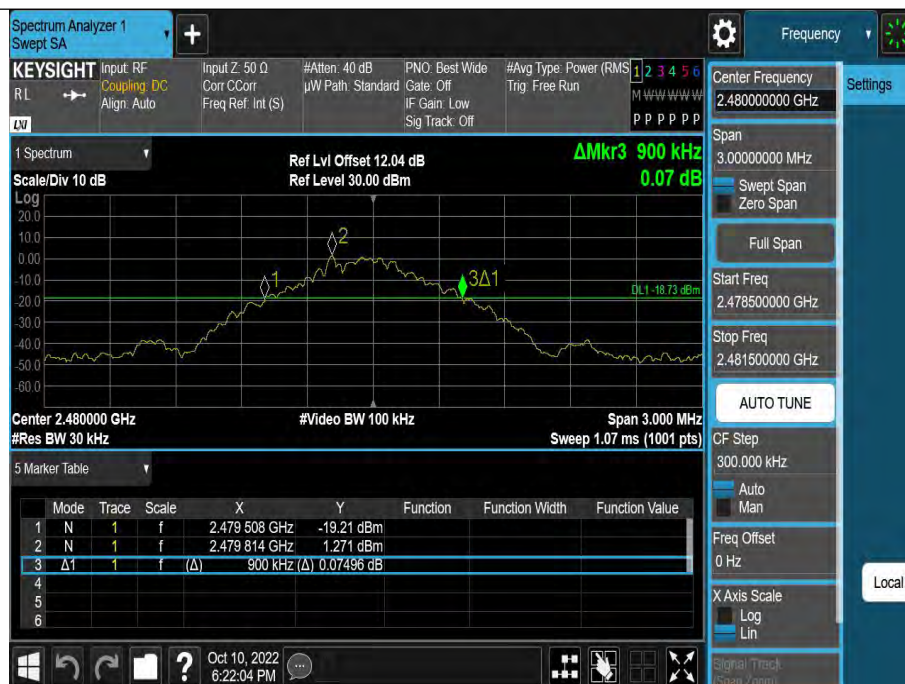 Spectrum Analyzer 1
Swept SA
Frequency
KEYSIGHT
RL
LXI
Input: RF
Coupling: DC
Align: Auto
Input Z: 50 Ω
Corr CCorr
Freq Ref: Int (S)
#Atten: 40 dB
µW Path: Standard
PNO: Best Wide
Gate: Off
IF Gain: Low
Sig Track: Off
#Avg Type: Power (RMS
Trig: Free Run
1 2 3 4 5 6
M W W W W W
P P P P P P
1 Spectrum
Scale/Div 10 dB
Ref Lvl Offset 12.04 dB
Ref Level 30.00 dBm
ΔMkr3 900 kHz
0.07 dB
Log
20.0
10.0
0.00
-10.0
-20.0
-30.0
-40.0
-50.0
-60.0
1
2
3Δ1
DL1 -18.73 dBm
Center 2.480000 GHz
#Video BW 100 kHz
Span 3.000 MHz
#Res BW 30 kHz
Sweep 1.07 ms (1001 pts)
5 Marker Table
Mode Trace Scale X Y Function Function Width Function Value
1 N 1 f 2.479 508 GHz -19.21 dBm
2 N 1 f 2.479 814 GHz 1.271 dBm
3 Δ1 1 f (Δ) 900 kHz (Δ) 0.07496 dB
4
5
6
Oct 10, 2022
6:22:04 PM
?
Center Frequency
2.480000000 GHz
Span
3.00000000 MHz
Swept Span
Zero Span
Full Span
Start Freq
2.478500000 GHz
Stop Freq
2.481500000 GHz
AUTO TUNE
CF Step
300.000 kHz
Auto
Man
Freq Offset
0 Hz
X Axis Scale
Log
Lin
Signal Track
(Span Zoom)
Settings
Local